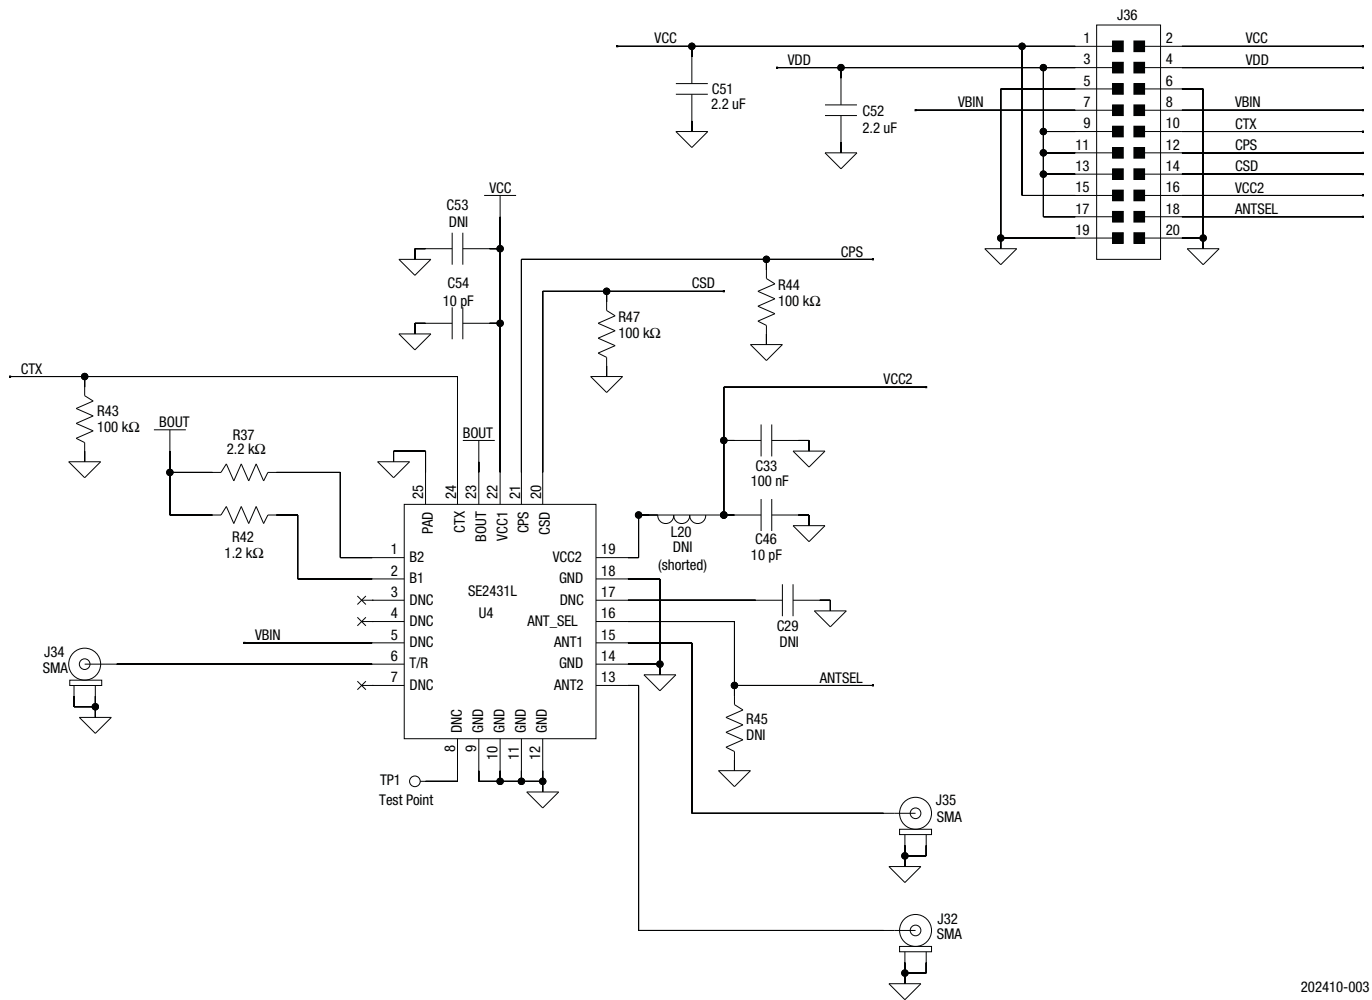 J36
VCC
1
2
VCC
VDD
3
4
VDD
5
6
VBIN
7
8
VBIN
9
10
CTX
11
12
CPS
13
14
CSD
15
16
VCC2
17
18
ANTSEL
19
20
C51
2.2 uF
C52
2.2 uF
VCC
C53
DNI
C54
10 pF
CPS
R44
100 kΩ
CSD
R47
100 kΩ
CTX
R43
100 kΩ
BOUT
R37
2.2 kΩ
R42
1.2 kΩ
BOUT
VCC2
C33
100 nF
C46
10 pF
L20
DNI
(shorted)
25
24
23
22
21
20
PAD
CTX
BOUT
VCC1
CPS
CSD
SE2431L
U4
1
B2
2
B1
3
DNC
4
DNC
5
DNC
6
T/R
7
DNC
VBIN
J34
SMA
VCC2
19
GND
18
DNC
17
ANT_SEL
16
ANT1
15
GND
14
ANT2
13
C29
DNI
ANTSEL
R45
DNI
DNC
GND
GND
GND
GND
8
9
10
11
12
TP1
Test Point
J35
SMA
J32
SMA
202410-003